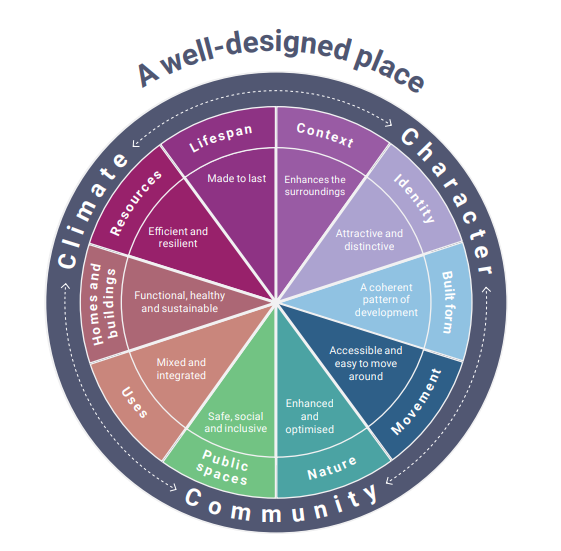 A well-designed place
Climate
Character
Community
Context
Enhances the
surroundings
Identity
Attractive and
distinctive
Built form
A coherent
pattern of
development
Movement
Accessible and
easy to move
around
Nature
Enhanced
and
optimised
Public
spaces
Safe, social
and inclusive
Uses
Mixed and
integrated
Homes and
buildings
Functional, healthy
and sustainable
Resources
Efficient and
resilient
Lifespan
Made to last